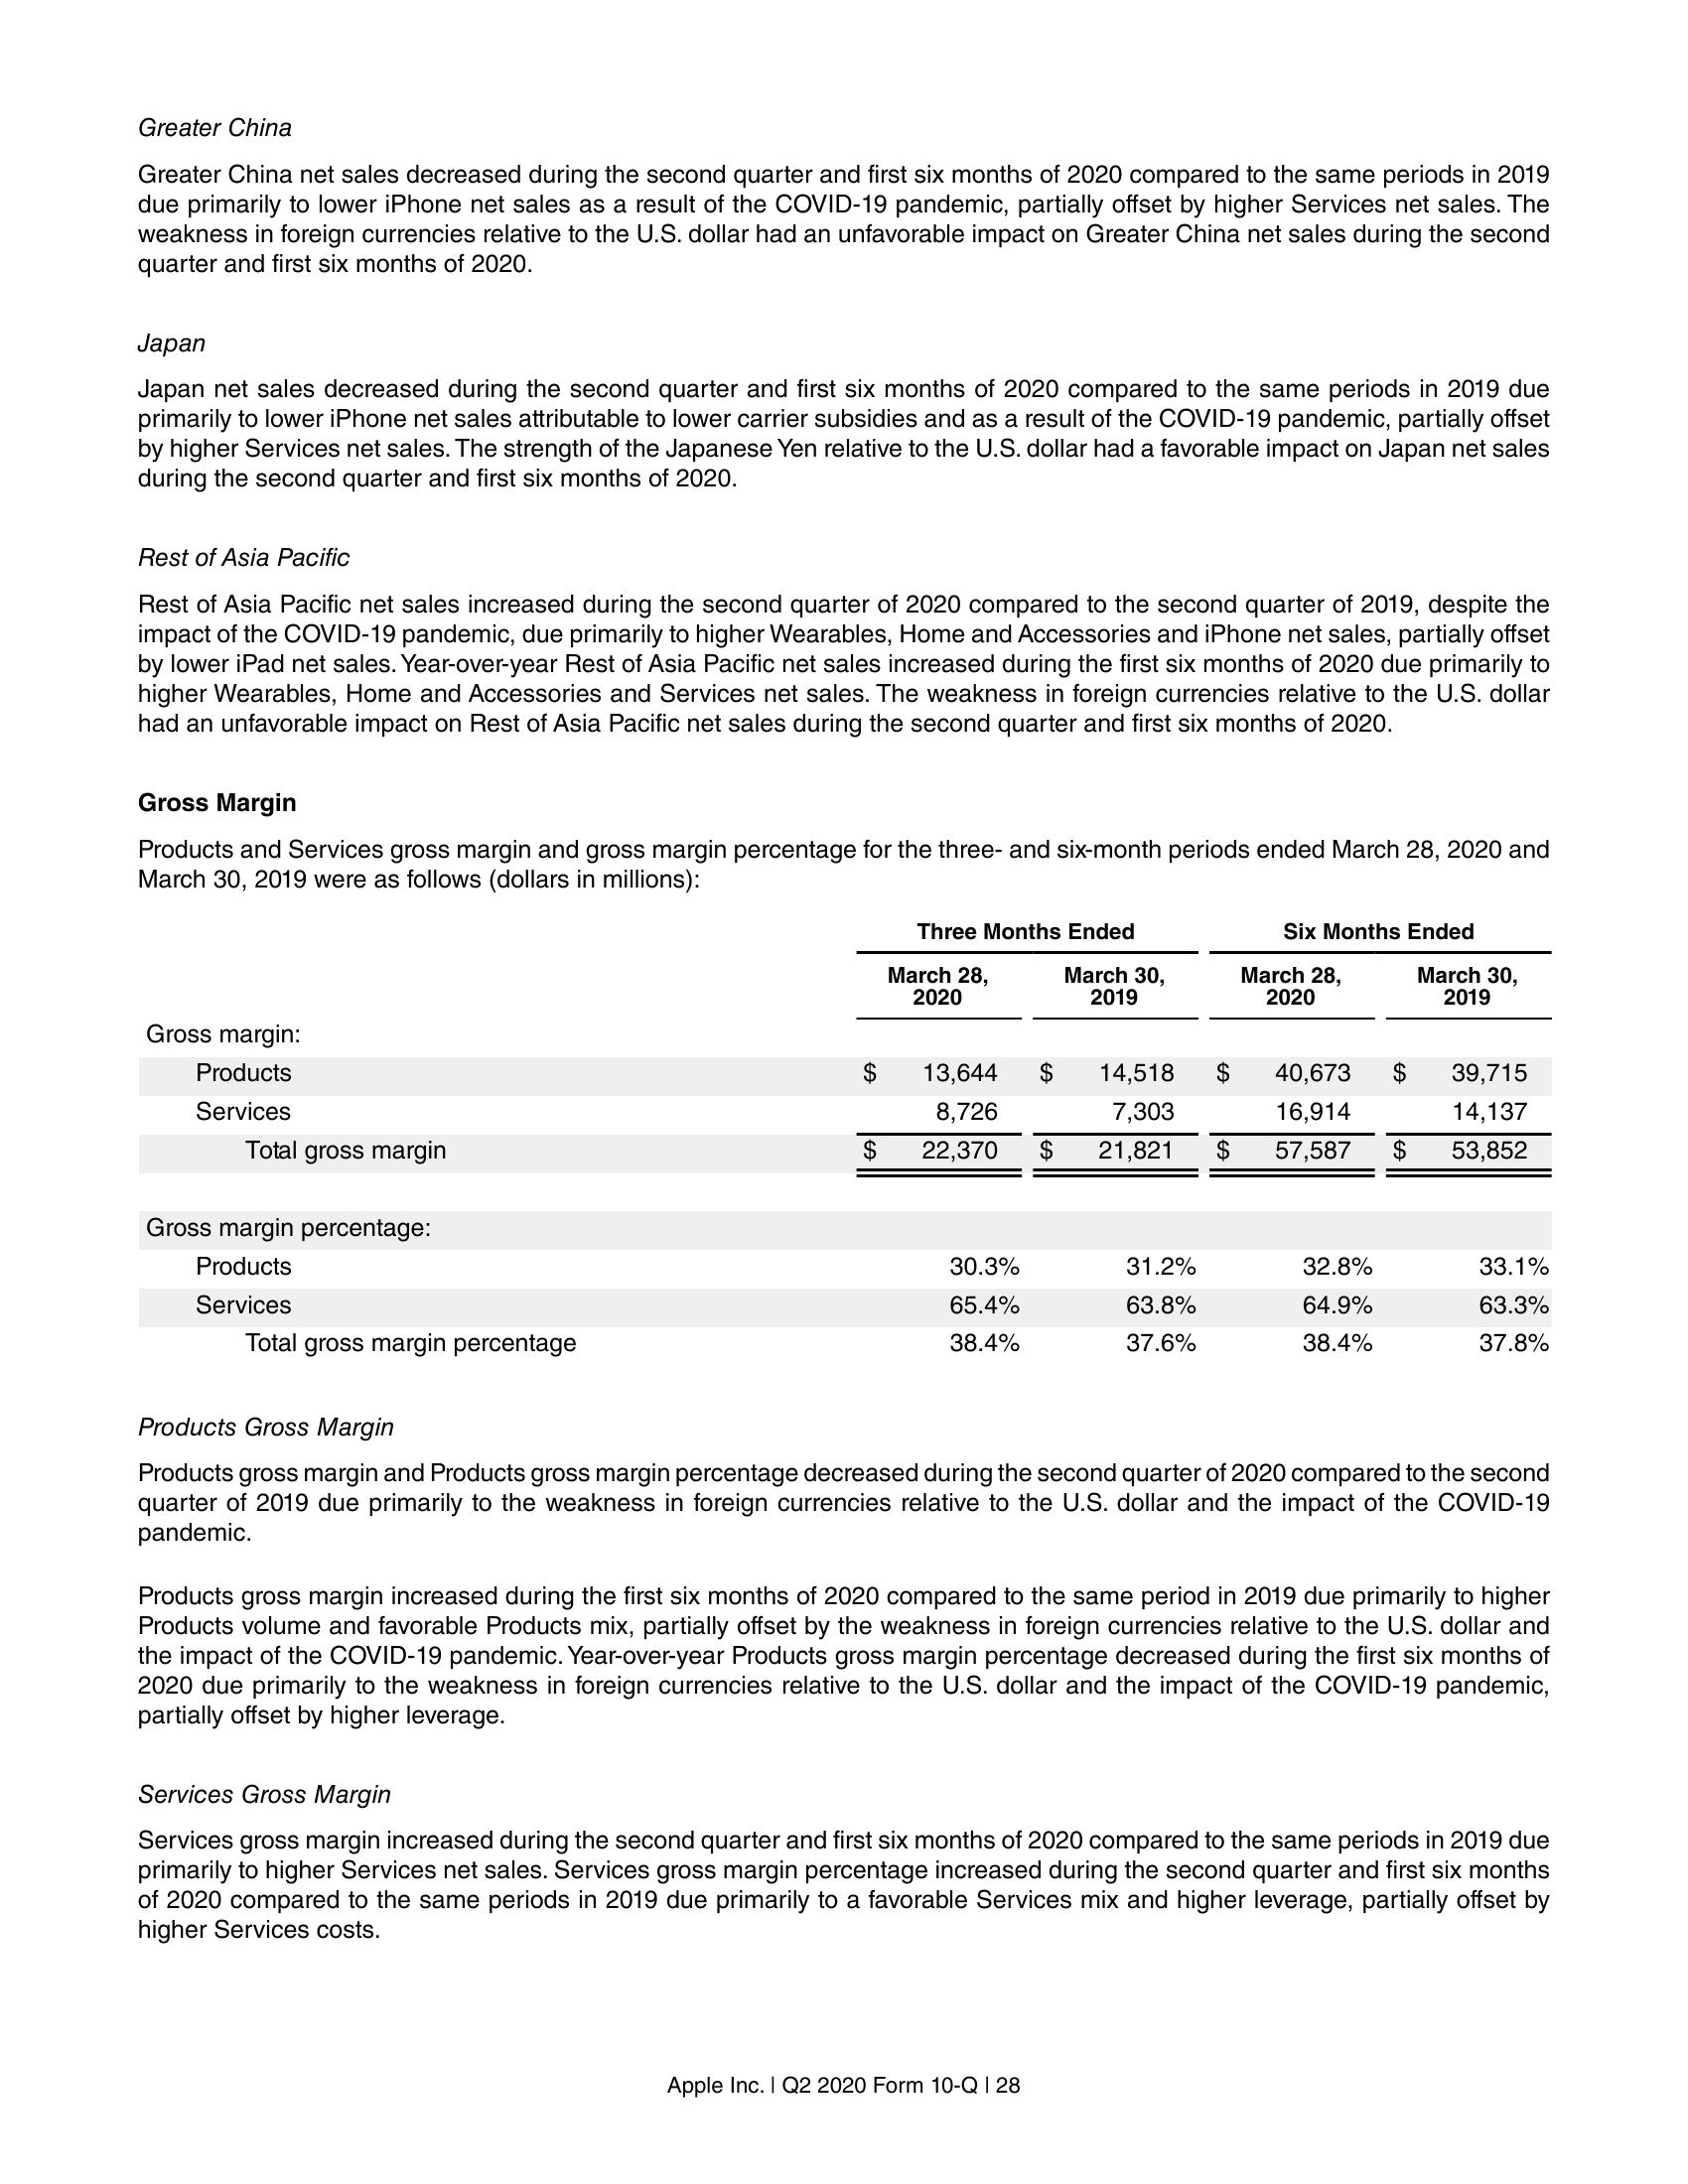 Greater China
Greater China net sales decreased during the second quarter and first six months of 2020 compared to the same periods in 2019
due primarily to lower iPhone net sales as a result of the COVID-19 pandemic, partially offset by higher Services net sales. The
weakness in foreign currencies relative to the U.S. dollar had an unfavorable impact on Greater China net sales during the second
quarter and first six months of 2020.
Japan
Japan net sales decreased during the second quarter and first six months of 2020 compared to the same periods in 2019 due
primarily to lower iPhone net sales attributable to lower carrier subsidies and as a result of the COVID-19 pandemic, partially offset
by higher Services net sales. The strength of the Japanese Yen relative to the U.S. dollar had a favorable impact on Japan net sales
during the second quarter and first six months of 2020.
Rest of Asia Pacific
Rest of Asia Pacific net sales increased during the second quarter of 2020 compared to the second quarter of 2019, despite the
impact of the COVID-19 pandemic, due primarily to higher Wearables, Home and Accessories and iPhone net sales, partially offset
by lower iPad net sales. Year-over-year Rest of Asia Pacific net sales increased during the first six months of 2020 due primarily to
higher Wearables, Home and Accessories and Services net sales. The weakness in foreign currencies relative to the U.S. dollar
had an unfavorable impact on Rest of Asia Pacific net sales during the second quarter and first six months of 2020.
Gross Margin
Products and Services gross margin and gross margin percentage for the three- and six-month periods ended March 28, 2020 and
March 30, 2019 were as follows (dollars in millions):
Three Months Ended Six Months Ended
March 28, March 30, March 28, March 30,
2020 2019 2020 2019
Gross margin:
Products $ 13,644 $ 14,518 $ 40,673 $ 39,715
Services 8,726 7,303 16,914 14,137
Total gross margin $ 22,370 $ 21,821 $ 57,587 $ 53,852
Gross margin percentage:
Products 30.3% 31.2% 32.8% 33.1%
Services 65.4% 63.8% 64.9% 63.3%
Total gross margin percentage 38.4% 37.6% 38.4% 37.8%
Products Gross Margin
Products gross margin and Products gross margin percentage decreased during the second quarter of 2020 compared to the second
quarter of 2019 due primarily to the weakness in foreign currencies relative to the U.S. dollar and the impact of the COVID-19
pandemic.
Products gross margin increased during the first six months of 2020 compared to the same period in 2019 due primarily to higher
Products volume and favorable Products mix, partially offset by the weakness in foreign currencies relative to the U.S. dollar and
the impact of the COVID-19 pandemic. Year-over-year Products gross margin percentage decreased during the first six months of
2020 due primarily to the weakness in foreign currencies relative to the U.S. dollar and the impact of the COVID-19 pandemic,
partially offset by higher leverage.
Services Gross Margin
Services gross margin increased during the second quarter and first six months of 2020 compared to the same periods in 2019 due
primarily to higher Services net sales. Services gross margin percentage increased during the second quarter and first six months
of 2020 compared to the same periods in 2019 due primarily to a favorable Services mix and higher leverage, partially offset by
higher Services costs.
Apple Inc. | Q2 2020 Form 10-Q | 28